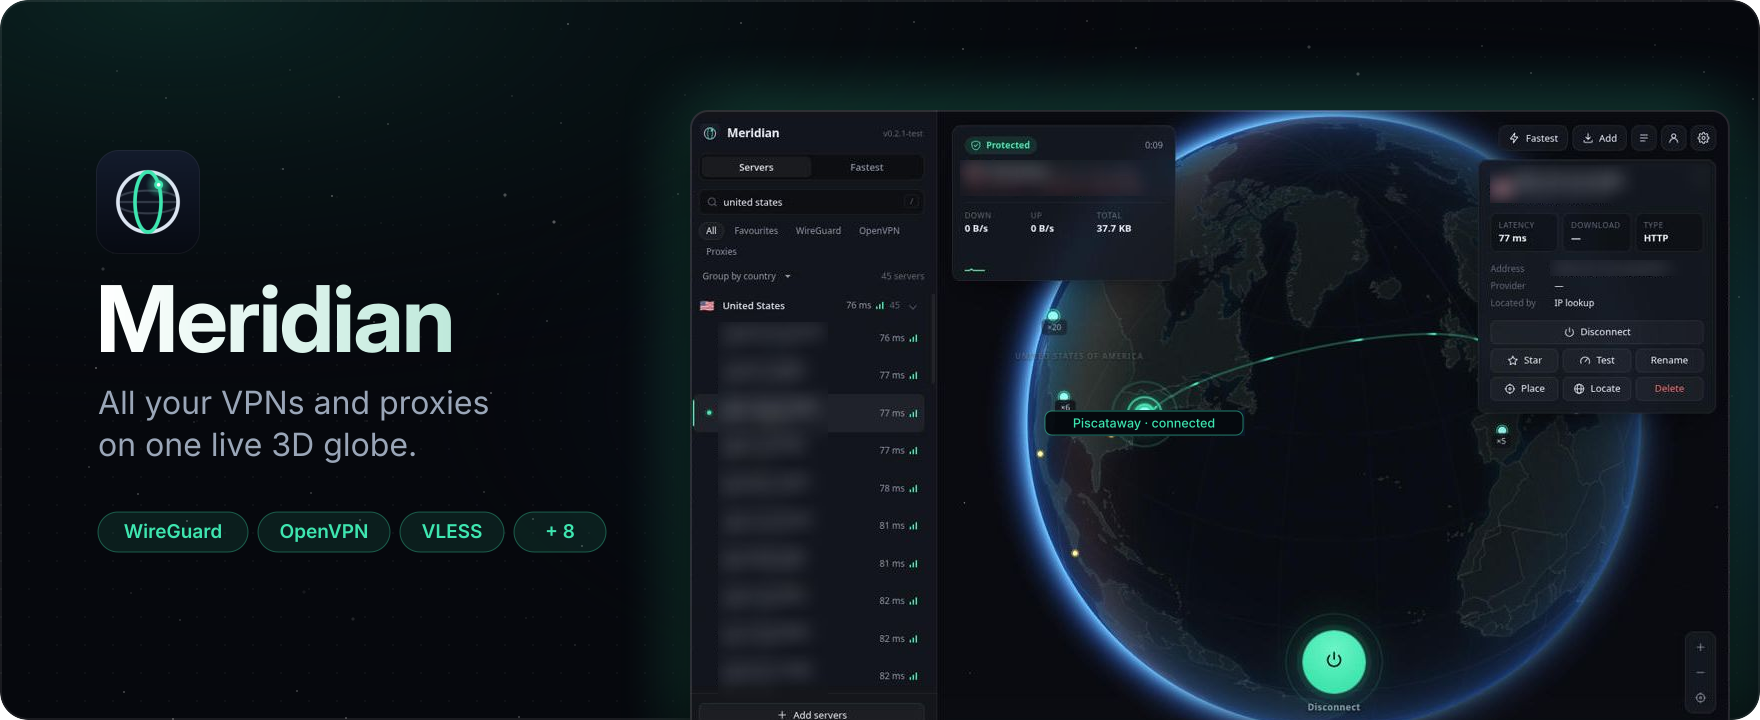 Meridian
All your VPNs and proxies
on one live 3D globe.
WireGuard
OpenVPN
VLESS
+ 8
Meridian
v0.2.1-test
Servers
Fastest
united states
/
All
Favourites
WireGuard
OpenVPN
Proxies
Group by country
45 servers
United States
76 ms
45
76 ms
77 ms
77 ms
77 ms
78 ms
81 ms
81 ms
82 ms
82 ms
82 ms
+ Add servers
Protected
0:09
DOWN
UP
TOTAL
0 B/s
0 B/s
37.7 KB
×20
UNITED STATES OF AMERICA
×6
Piscataway · connected
×5
Disconnect
Fastest
Add
LATENCY
DOWNLOAD
TYPE
77 ms
—
HTTP
Address
Provider
—
Located by
IP lookup
Disconnect
Star
Test
Rename
Place
Locate
Delete
+
−